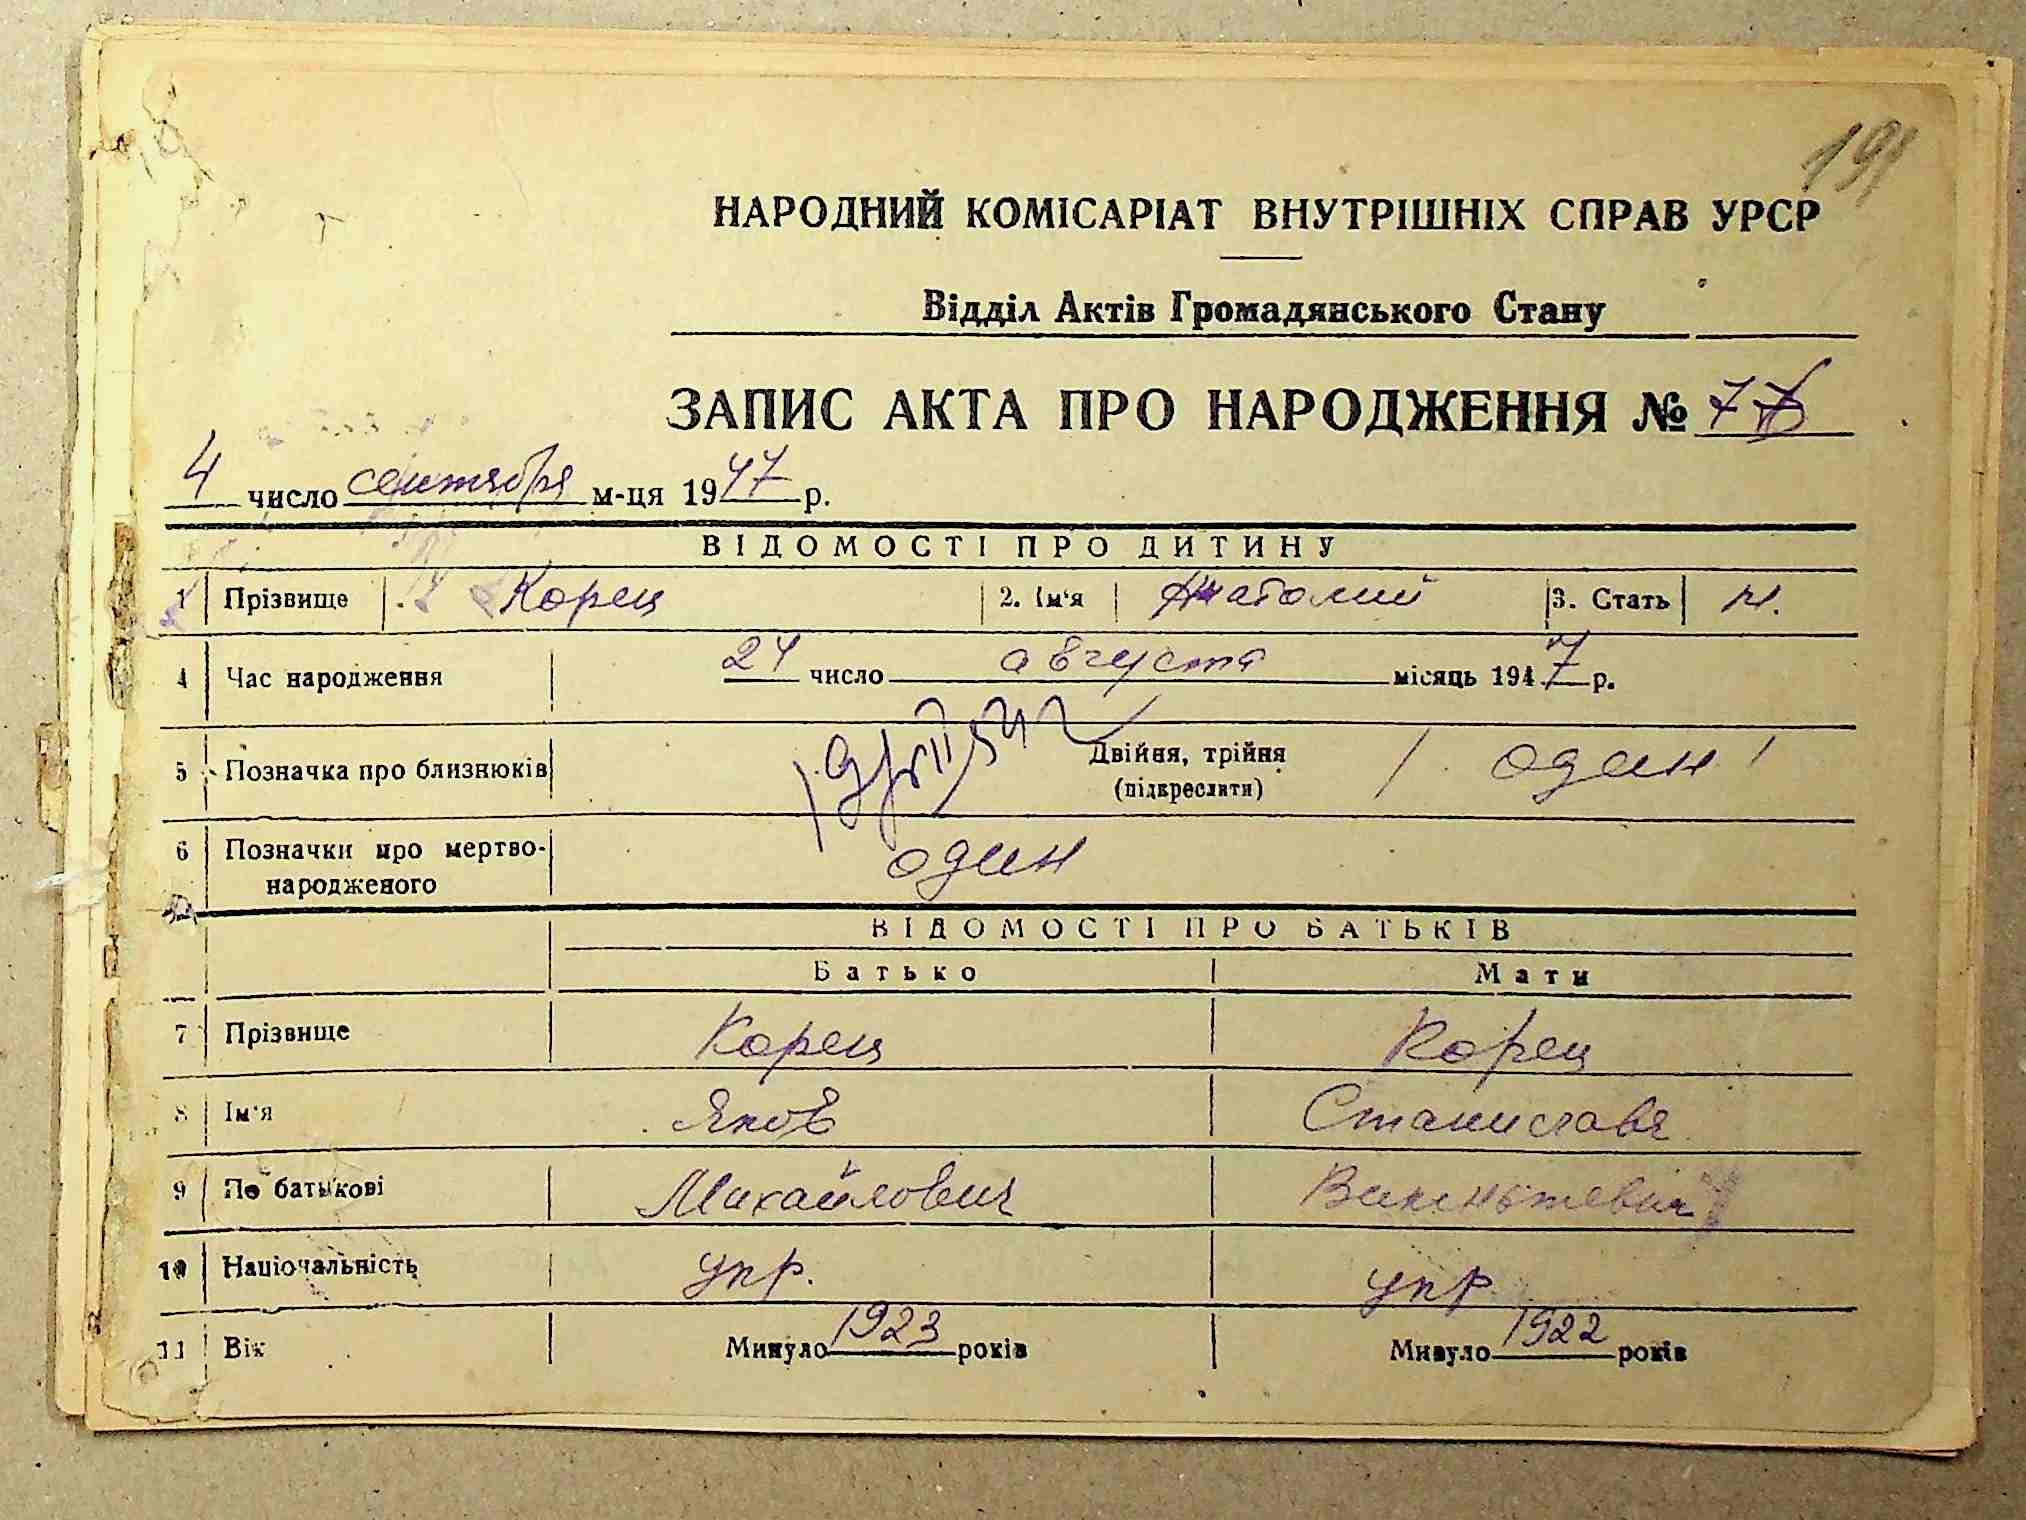 191
НАРОДНИЙ КОМІСАРІАТ ВНУТРІШНІХ СПРАВ УРСР
Відділ Актів Громадянського Стану
ЗАПИС АКТА ПРО НАРОДЖЕННЯ №
4 число сентября м-ця 1947 р.
ВІДОМОСТІ ПРО ДИТИНУ
1 Прізвище Корец 2. Ім'я Анатолий 3. Стать м.
4 Час народження 24 число августа місяць 1947 р.
5 Позначка про близнюків Двійня, трійня (підкреслити) один
6 Позначки про мертвонародженого один
ВІДОМОСТІ ПРО БАТЬКІВ
Батько Мати
7 Прізвище Корец Корец
8 Ім'я Яков Станислава
9 По батькові Михайлович
10 Національність укр. укр
11 Вік Минуло 1923 років Минуло 1922 років